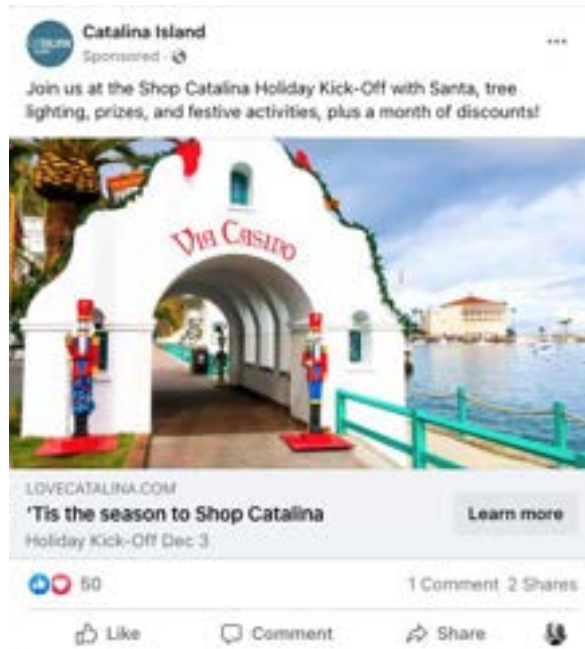 Catalina Island
Sponsored ·
Join us at the Shop Catalina Holiday Kick-Off with Santa, tree
lighting, prizes, and festive activities, plus a month of discounts!
VIA CASINO
LOVECATALINA.COM
'Tis the season to Shop Catalina
Learn more
Holiday Kick-Off Dec 3
50
1 Comment 2 Shares
Like
Comment
Share